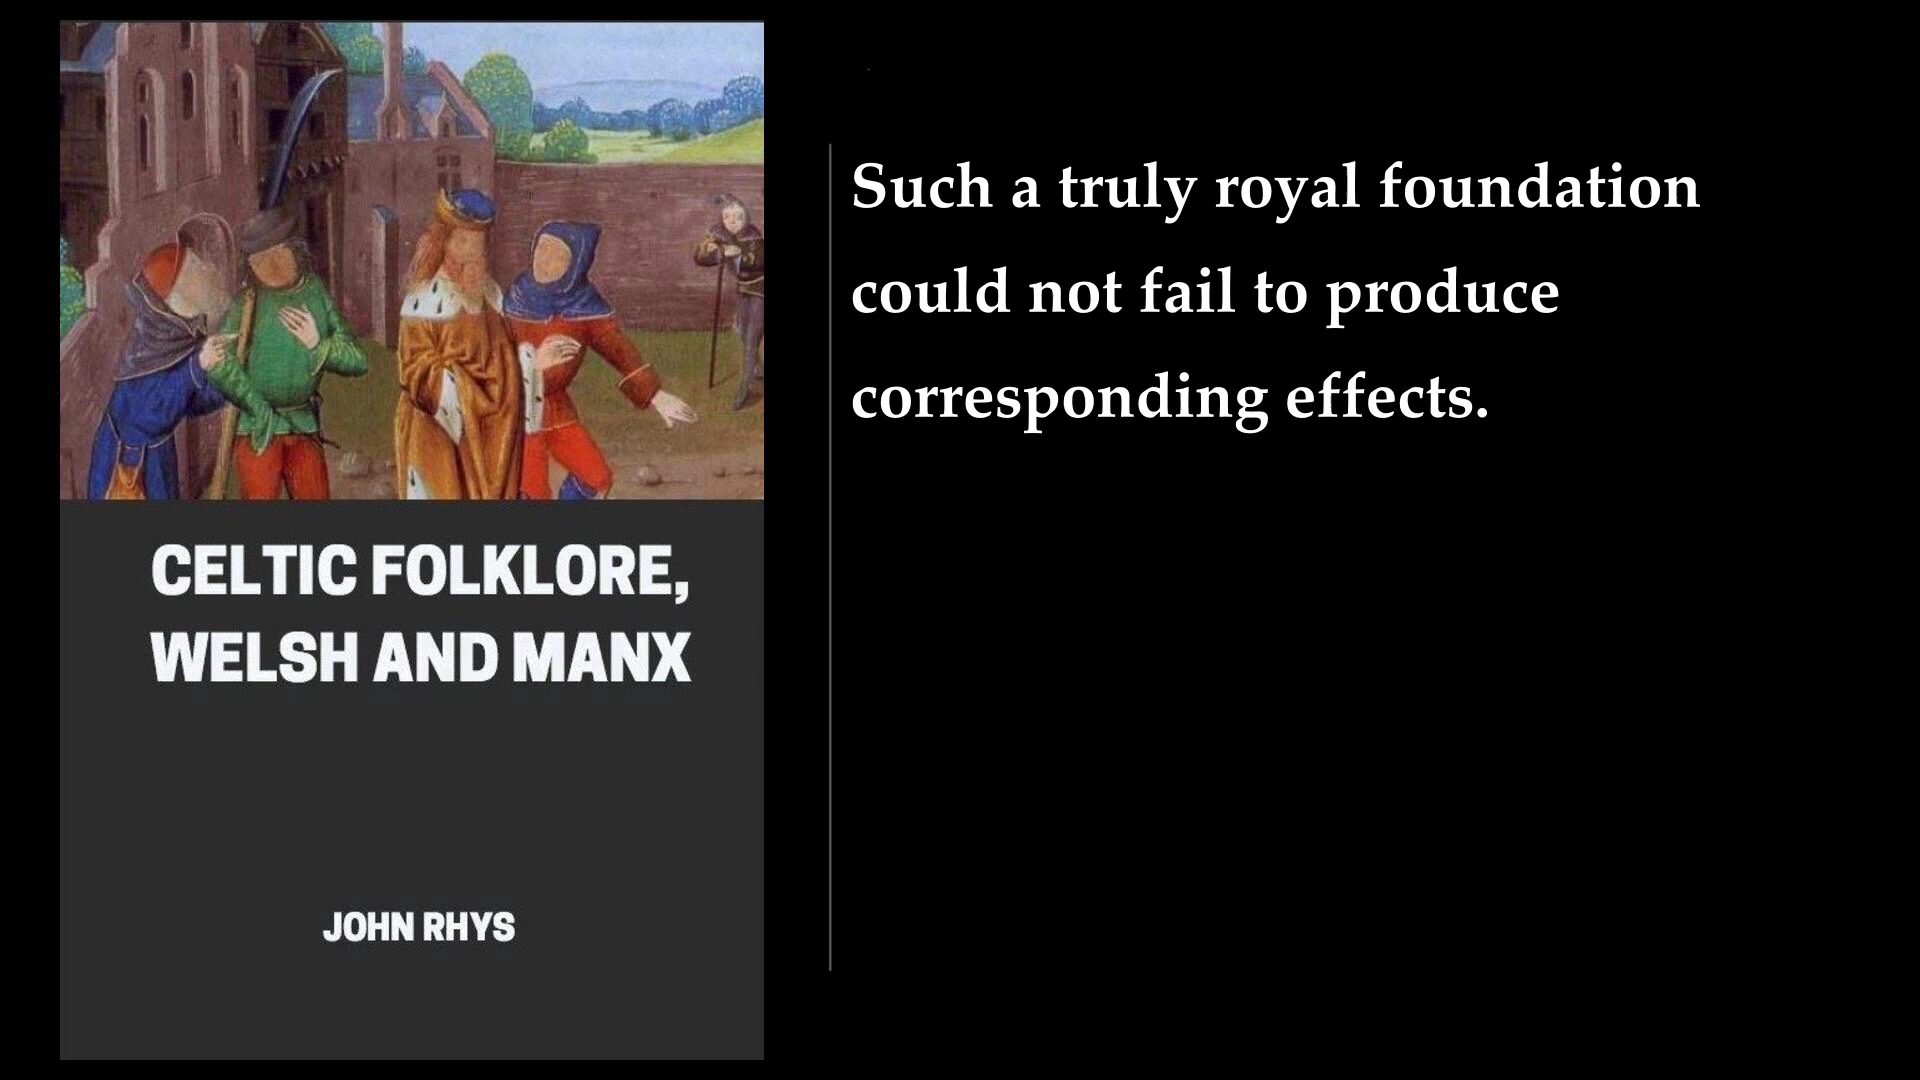 CELTIC FOLKLORE,
WELSH AND MANX
JOHN RHYS
Such a truly royal foundation
could not fail to produce
corresponding effects.